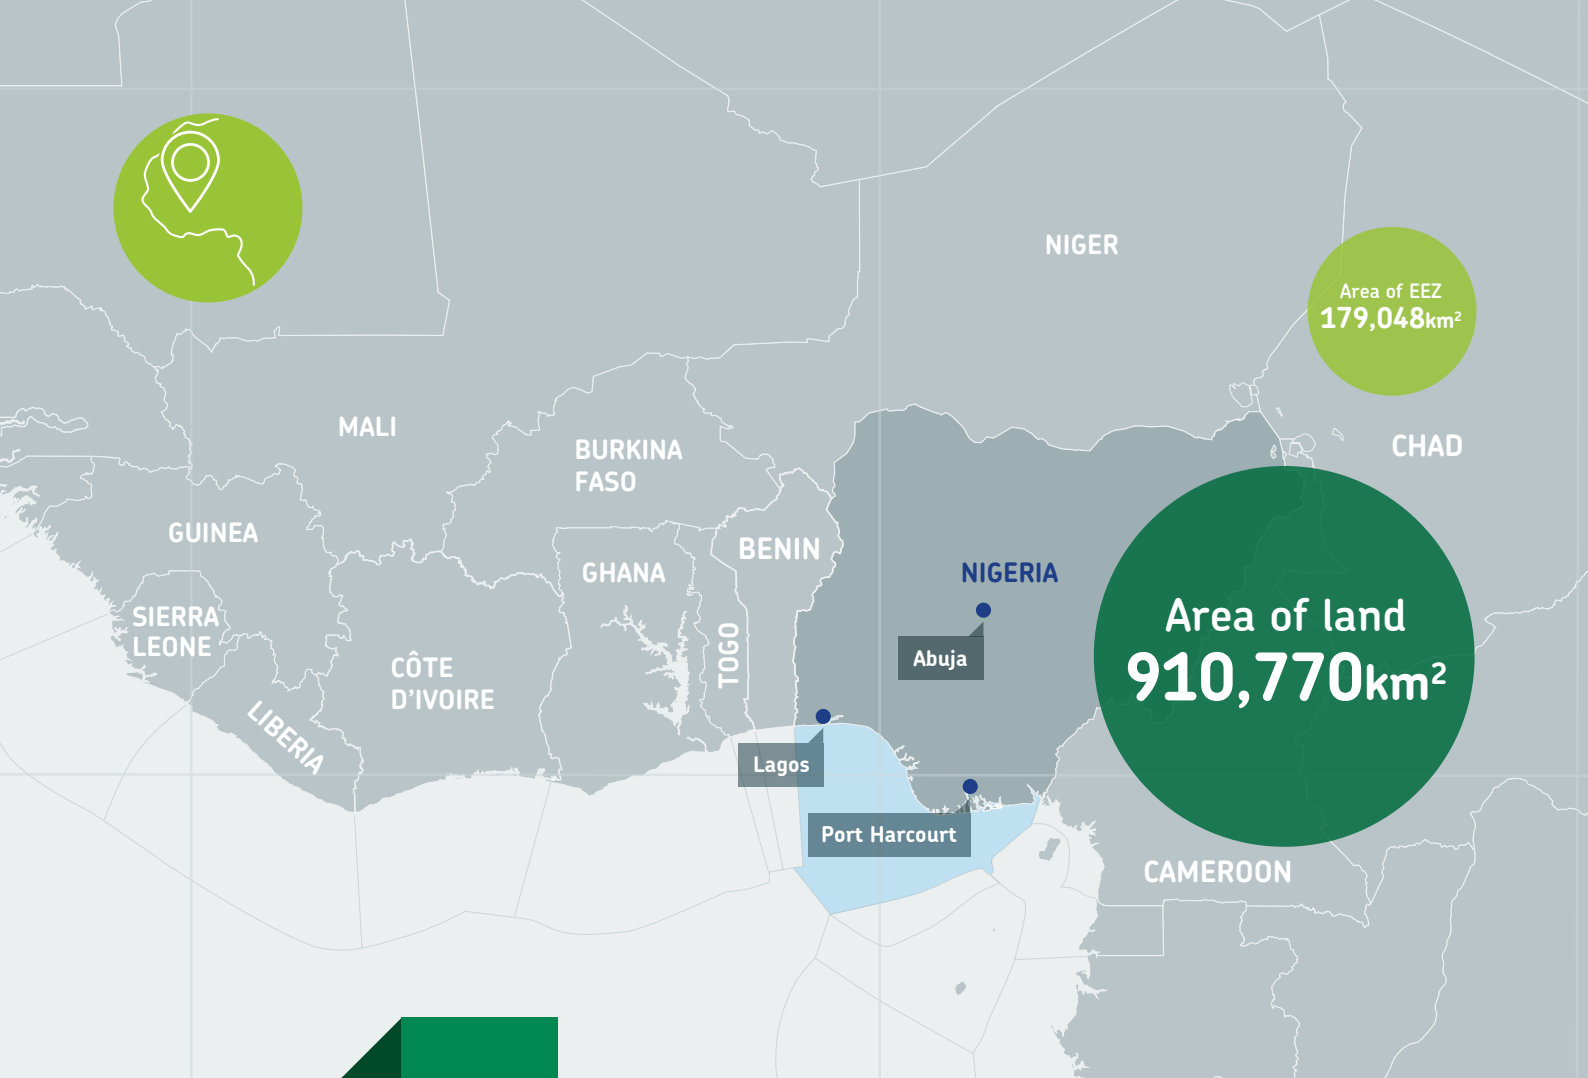 NIGER
Area of EEZ
179,048km²
MALI
BURKINA
FASO
CHAD
GUINEA
BENIN
GHANA
NIGERIA
SIERRA
LEONE
CÔTE
D'IVOIRE
TOGO
Abuja
Area of land
910,770km²
LIBERIA
Lagos
Port Harcourt
CAMEROON